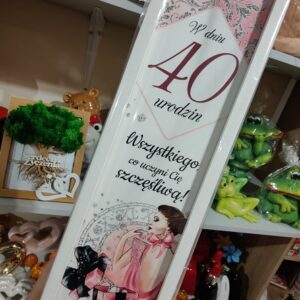 W dniu
40
urodzin
Wszystkiego,
co uczyni Cię
szczęśliwą!